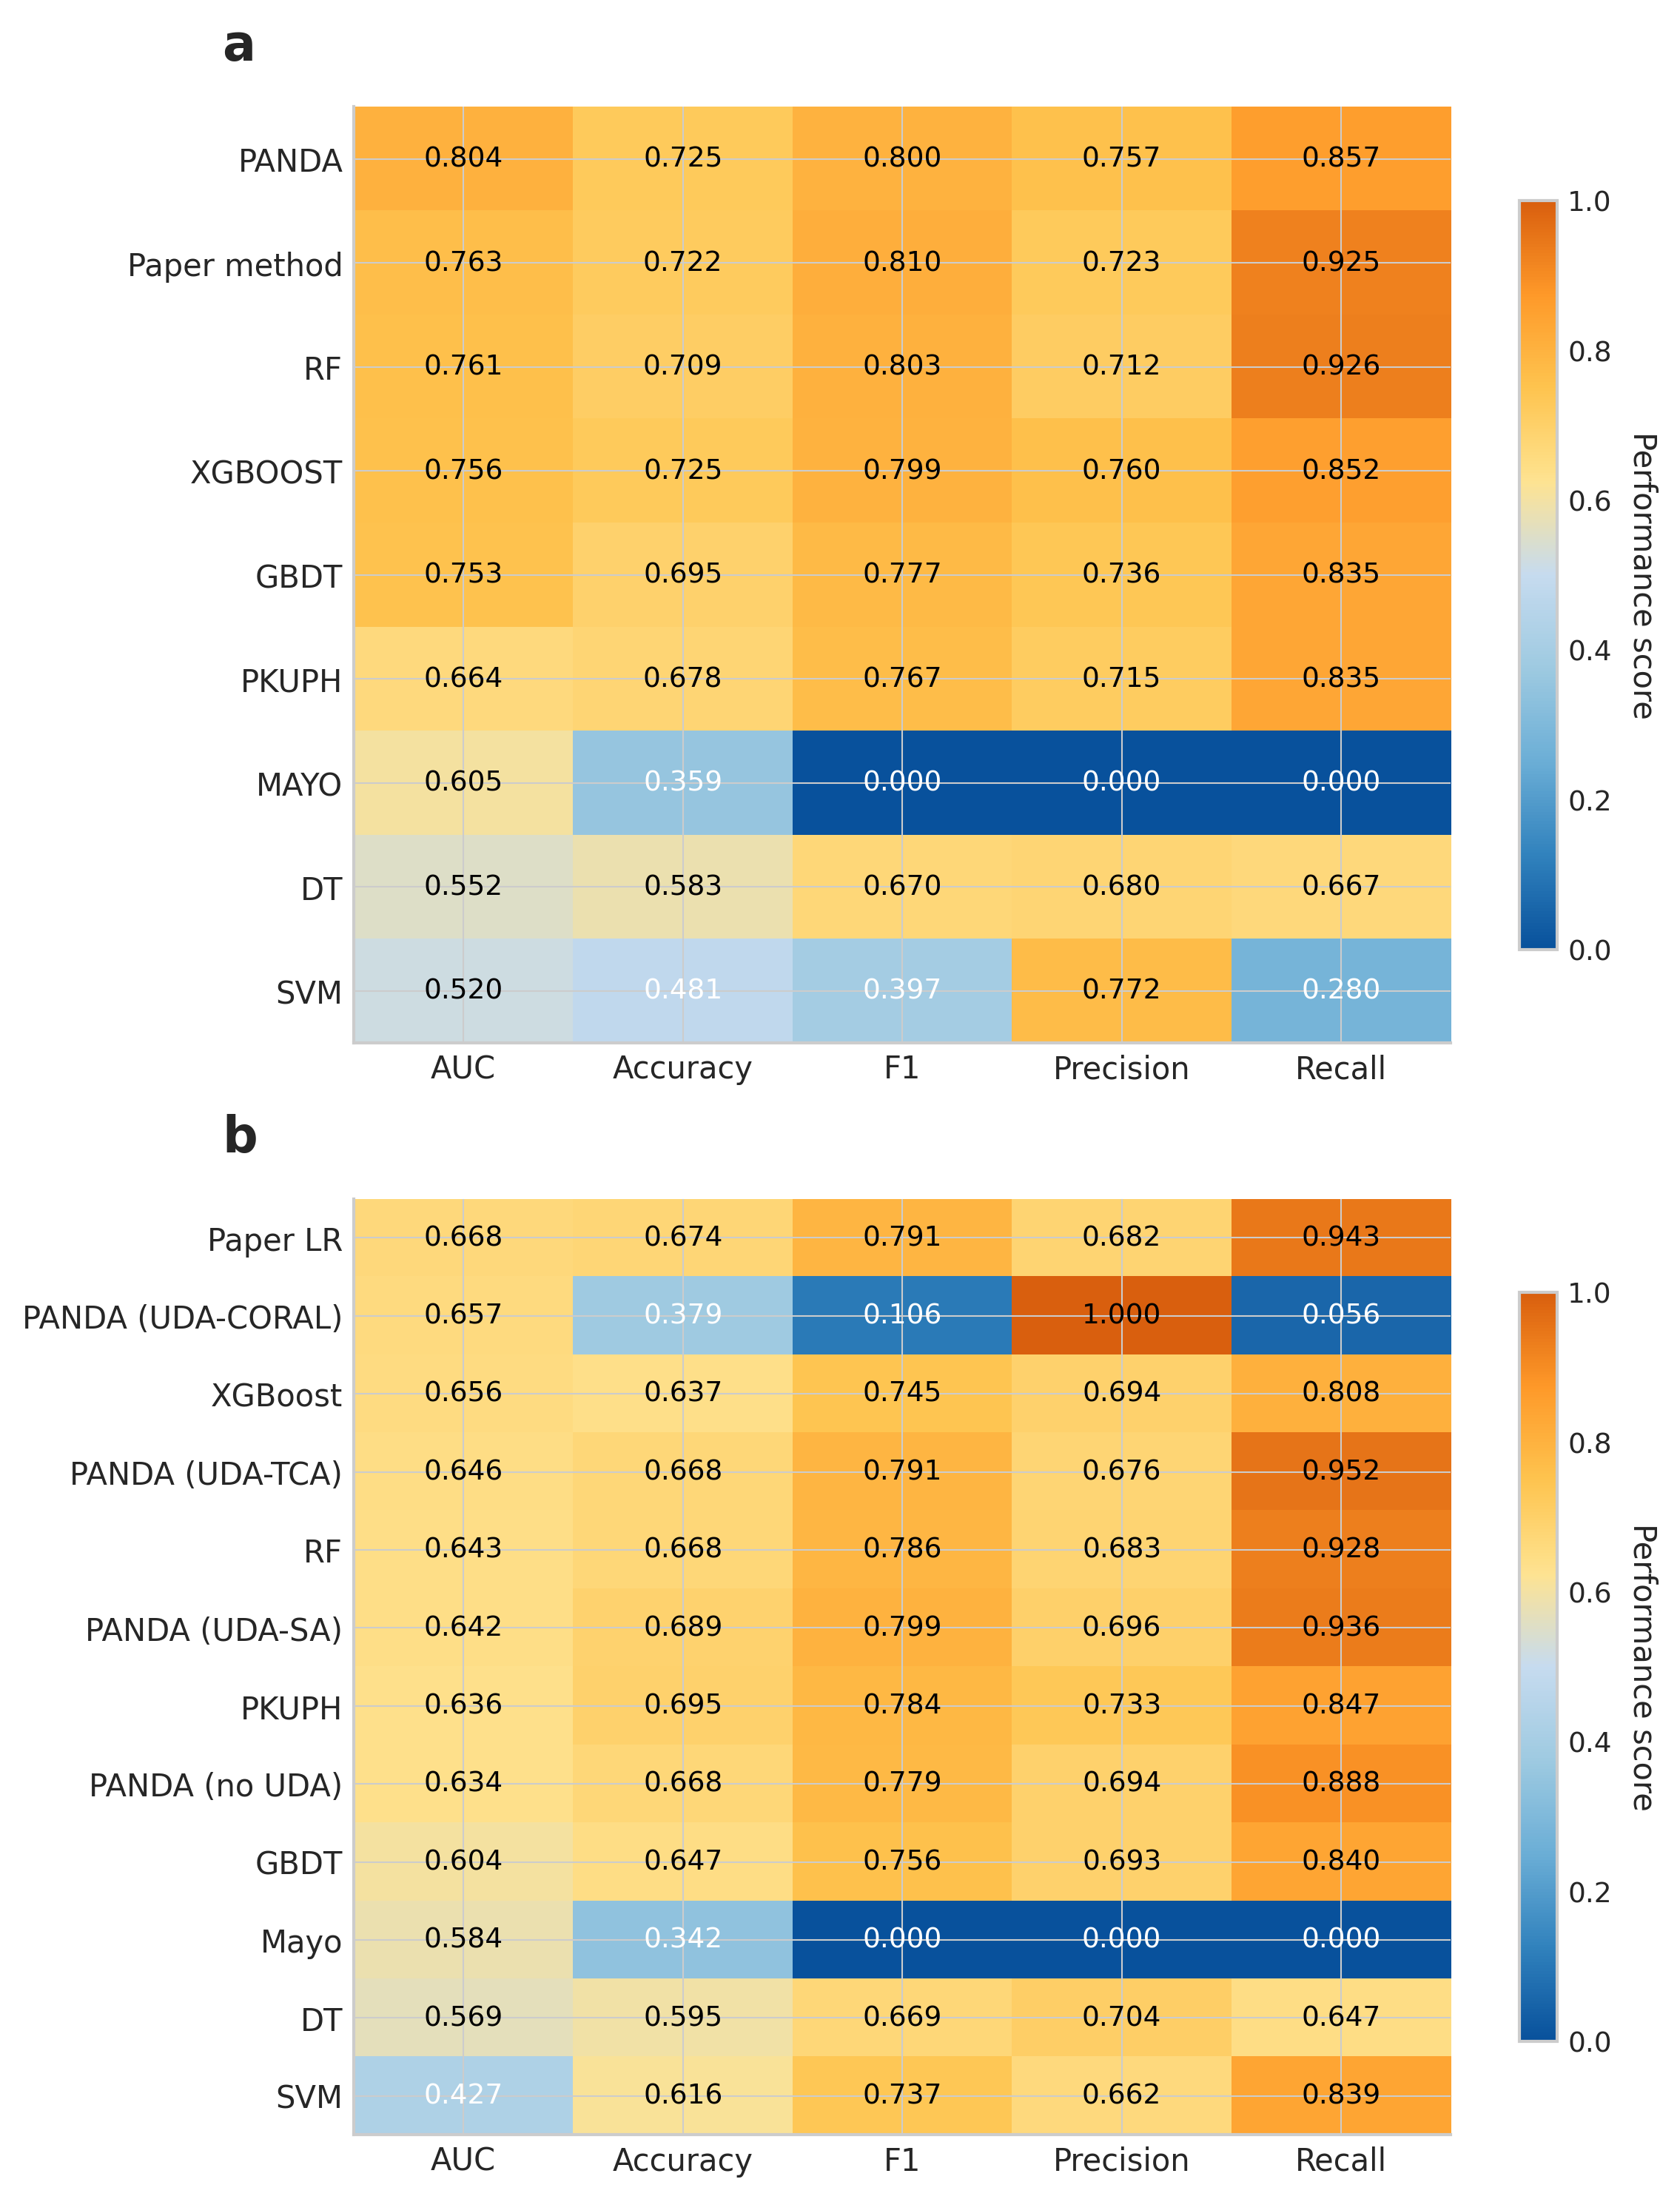 a
PANDA 0.804 0.725 0.800 0.757 0.857
Paper method 0.763 0.722 0.810 0.723 0.925
RF 0.761 0.709 0.803 0.712 0.926
XGBOOST 0.756 0.725 0.799 0.760 0.852
GBDT 0.753 0.695 0.777 0.736 0.835
PKUPH 0.664 0.678 0.767 0.715 0.835
MAYO 0.605 0.359 0.000 0.000 0.000
DT 0.552 0.583 0.670 0.680 0.667
SVM 0.520 0.481 0.397 0.772 0.280
AUC Accuracy F1 Precision Recall
1.0
0.8
0.6
0.4
0.2
0.0
Performance score
b
Paper LR 0.668 0.674 0.791 0.682 0.943
PANDA (UDA-CORAL) 0.657 0.379 0.106 1.000 0.056
XGBoost 0.656 0.637 0.745 0.694 0.808
PANDA (UDA-TCA) 0.646 0.668 0.791 0.676 0.952
RF 0.643 0.668 0.786 0.683 0.928
PANDA (UDA-SA) 0.642 0.689 0.799 0.696 0.936
PKUPH 0.636 0.695 0.784 0.733 0.847
PANDA (no UDA) 0.634 0.668 0.779 0.694 0.888
GBDT 0.604 0.647 0.756 0.693 0.840
Mayo 0.584 0.342 0.000 0.000 0.000
DT 0.569 0.595 0.669 0.704 0.647
SVM 0.427 0.616 0.737 0.662 0.839
AUC Accuracy F1 Precision Recall
1.0
0.8
0.6
0.4
0.2
0.0
Performance score